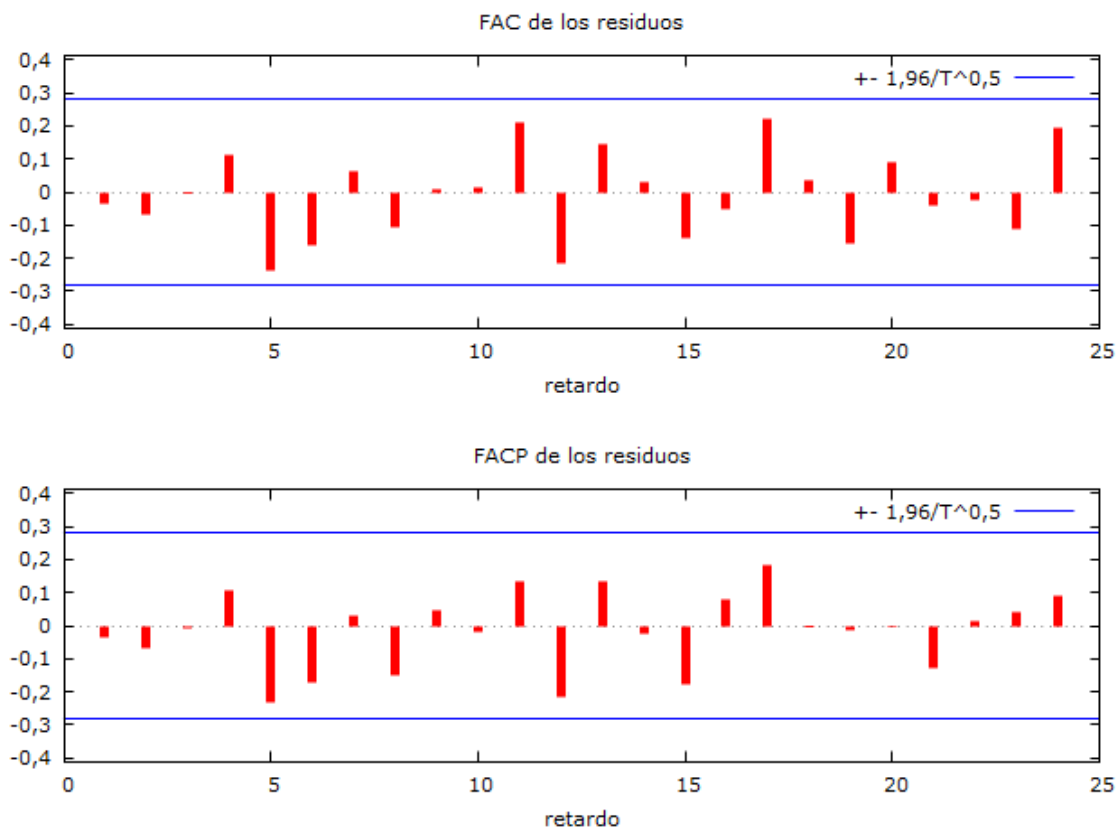 FAC de los residuos
+- 1,96/T^0,5
0,4
0,3
0,2
0,1
0
-0,1
-0,2
-0,3
-0,4
0 5 10 15 20 25
retardo
FACP de los residuos
+- 1,96/T^0,5
0,4
0,3
0,2
0,1
0
-0,1
-0,2
-0,3
-0,4
0 5 10 15 20 25
retardo